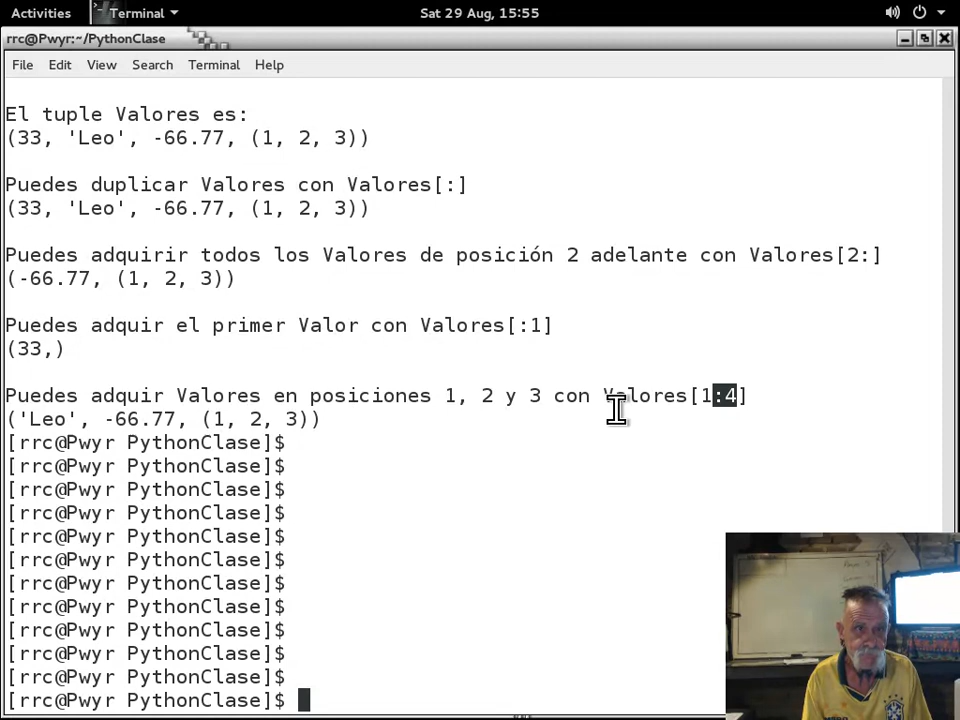 Activities Terminal Sat 29 Aug, 15:55
rrc@Pwyr:~/PythonClase
File Edit View Search Terminal Help
El tuple Valores es:
(33, 'Leo', -66.77, (1, 2, 3))
Puedes duplicar Valores con Valores[:]
(33, 'Leo', -66.77, (1, 2, 3))
Puedes adquirir todos los Valores de posición 2 adelante con Valores[2:]
(-66.77, (1, 2, 3))
Puedes adquir el primer Valor con Valores[:1]
(33,)
Puedes adquir Valores en posiciones 1, 2 y 3 con Valores[1:4]
('Leo', -66.77, (1, 2, 3))
[rrc@Pwyr PythonClase]$
[rrc@Pwyr PythonClase]$
[rrc@Pwyr PythonClase]$
[rrc@Pwyr PythonClase]$
[rrc@Pwyr PythonClase]$
[rrc@Pwyr PythonClase]$
[rrc@Pwyr PythonClase]$
[rrc@Pwyr PythonClase]$
[rrc@Pwyr PythonClase]$
[rrc@Pwyr PythonClase]$
[rrc@Pwyr PythonClase]$
[rrc@Pwyr PythonClase]$